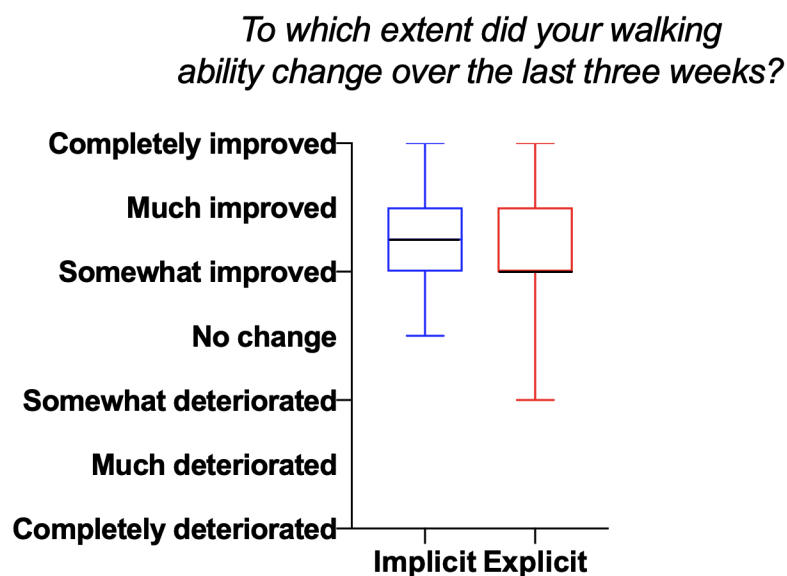 To which extent did your walking
ability change over the last three weeks?
Completely improved
Much improved
Somewhat improved
No change
Somewhat deteriorated
Much deteriorated
Completely deteriorated
Implicit Explicit